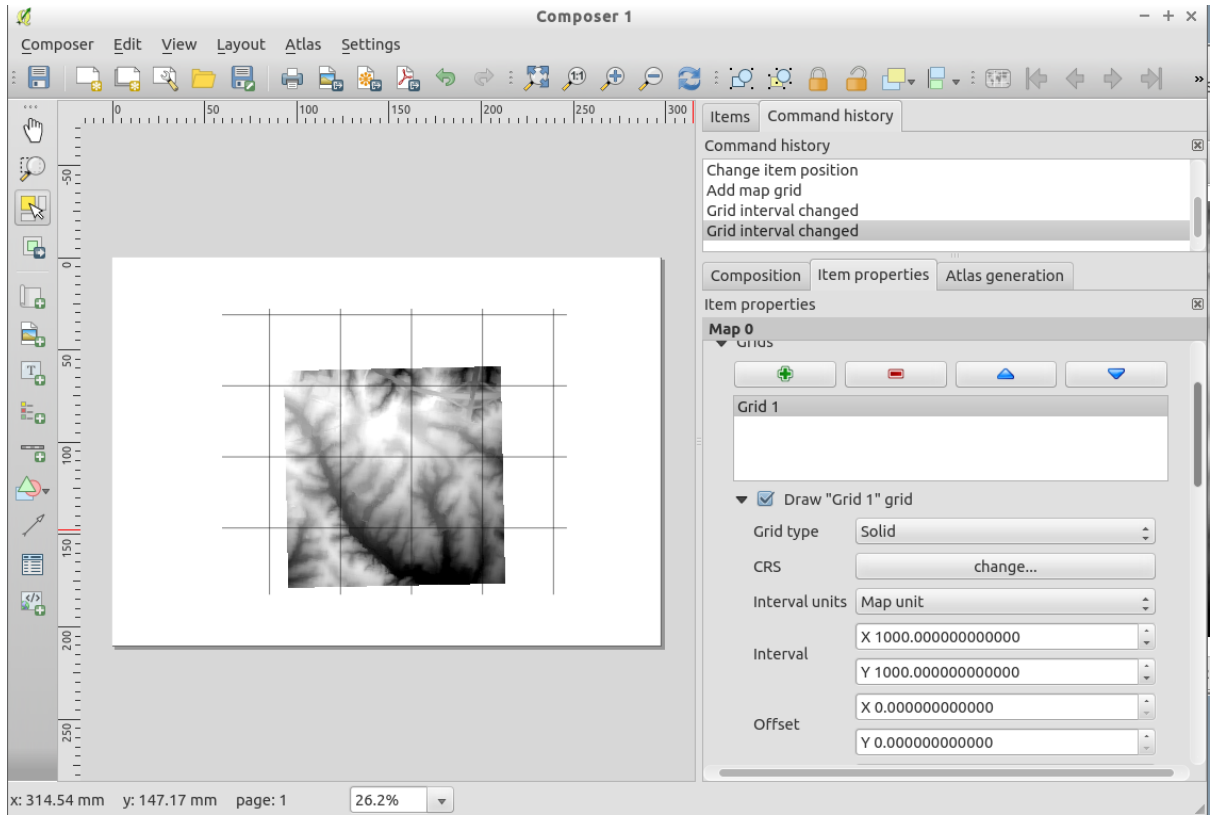 Composer 1
Composer Edit View Layout Atlas Settings
1:1
»
0 50 100 150 200 250 300
-50
0
50
100
150
200
250
Items Command history
Command history
Change item position
Add map grid
Grid interval changed
Grid interval changed
Composition Item properties Atlas generation
Item properties
Map 0
Grids
Grid 1
Draw "Grid 1" grid
Grid type Solid
CRS change...
Interval units Map unit
X 1000.000000000000
Interval
Y 1000.000000000000
X 0.000000000000
Offset
Y 0.000000000000
x: 314.54 mm y: 147.17 mm page: 1 26.2%